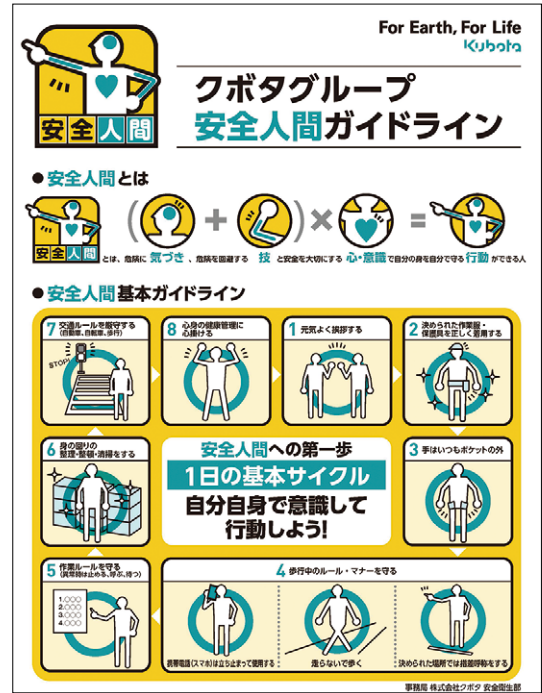 For Earth, For Life
Kubota
安全人間
クボタグループ
安全人間ガイドライン
●安全人間とは
( + ) × =
安全人間
とは、危険に 気づき 、危険を回避する 技 と安全を大切にする 心・意識 で自分の身を自分で守る 行動 ができる人
●安全人間基本ガイドライン
7 交通ルールを厳守する
(自動車、自転車、歩行)
STOP!
8 心身の健康管理に
心掛ける
1 元気よく挨拶する
2 決められた作業服・
保護具を正しく着用する
6 身の回りの
整理・整頓・清掃をする
安全人間への第一歩
1日の基本サイクル
自分自身で意識して
行動しよう!
3 手はいつもポケットの外
5 作業ルールを守る
(異常時は止める、呼ぶ、待つ)
1.○○○
2.○○○
3.○○○
4.○○○
4 歩行中のルール・マナーを守る
携帯電話(スマホ)は立ち止まって使用する
走らないで歩く
決められた場所では指差呼称をする
事務局 株式会社クボタ 安全衛生部